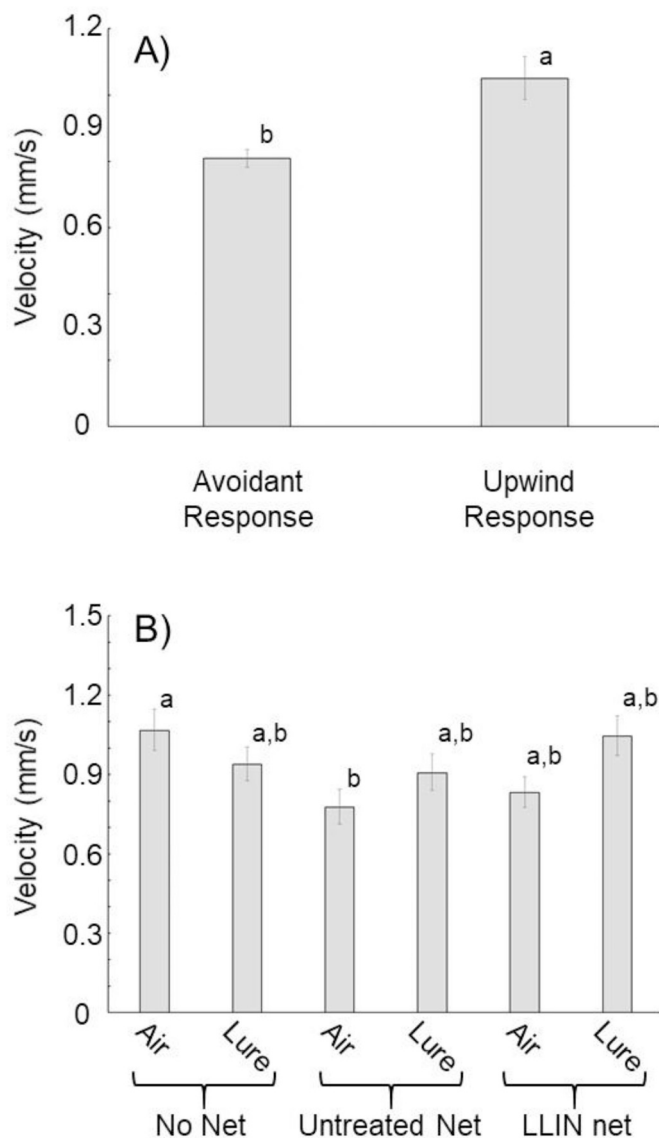 A)
Velocity (mm/s)
1.2
0.9
0.6
0.3
0
b
a
Avoidant
Response
Upwind
Response
B)
Velocity (mm/s)
1.5
1.2
0.9
0.6
0.3
0
a
a,b
b
a,b
a,b
a,b
Air
Lure
Air
Lure
Air
Lure
No Net
Untreated Net
LLIN net